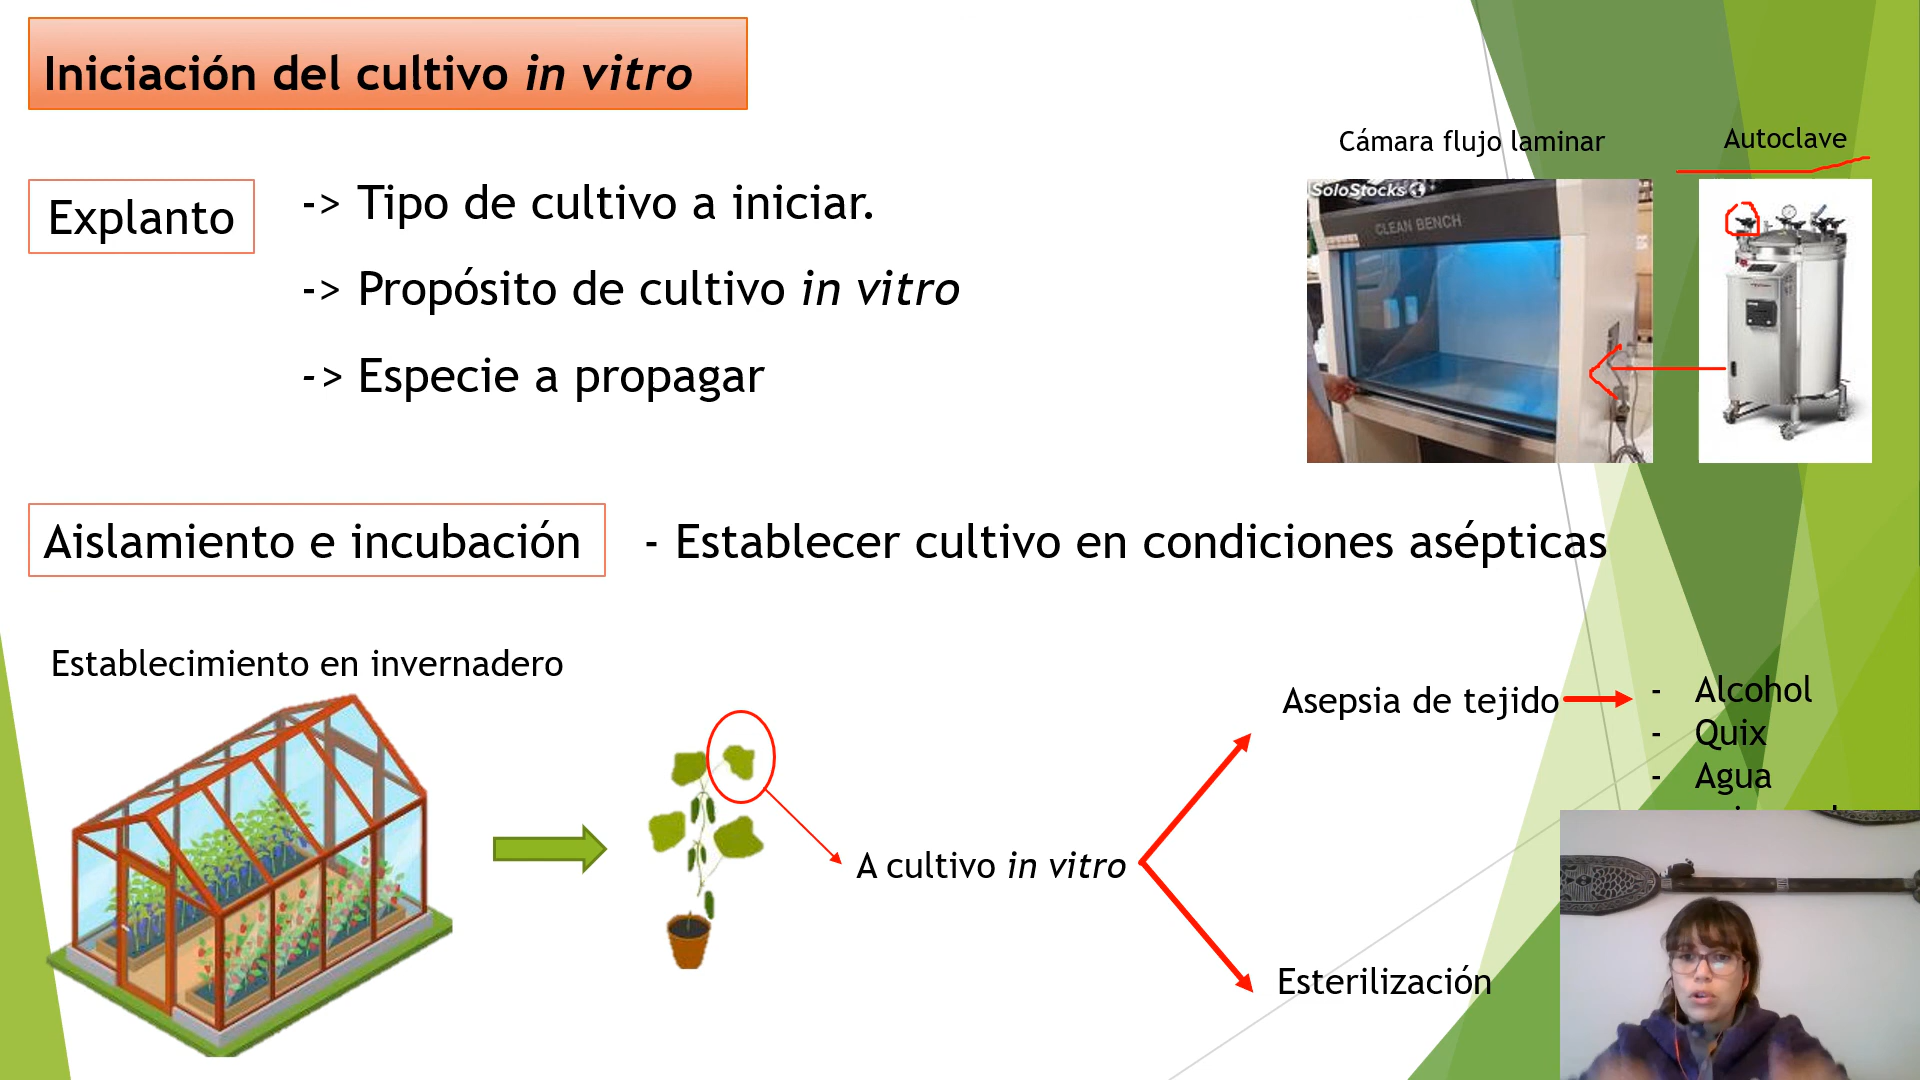 Iniciación del cultivo in vitro
Cámara flujo laminar
Autoclave
SoloStocks
CLEAN BENCH
Explanto
-> Tipo de cultivo a iniciar.
-> Propósito de cultivo in vitro
-> Especie a propagar
Aislamiento e incubación
- Establecer cultivo en condiciones asépticas
Establecimiento en invernadero
A cultivo in vitro
Asepsia de tejido
- Alcohol
- Quix
- Agua
Esterilización